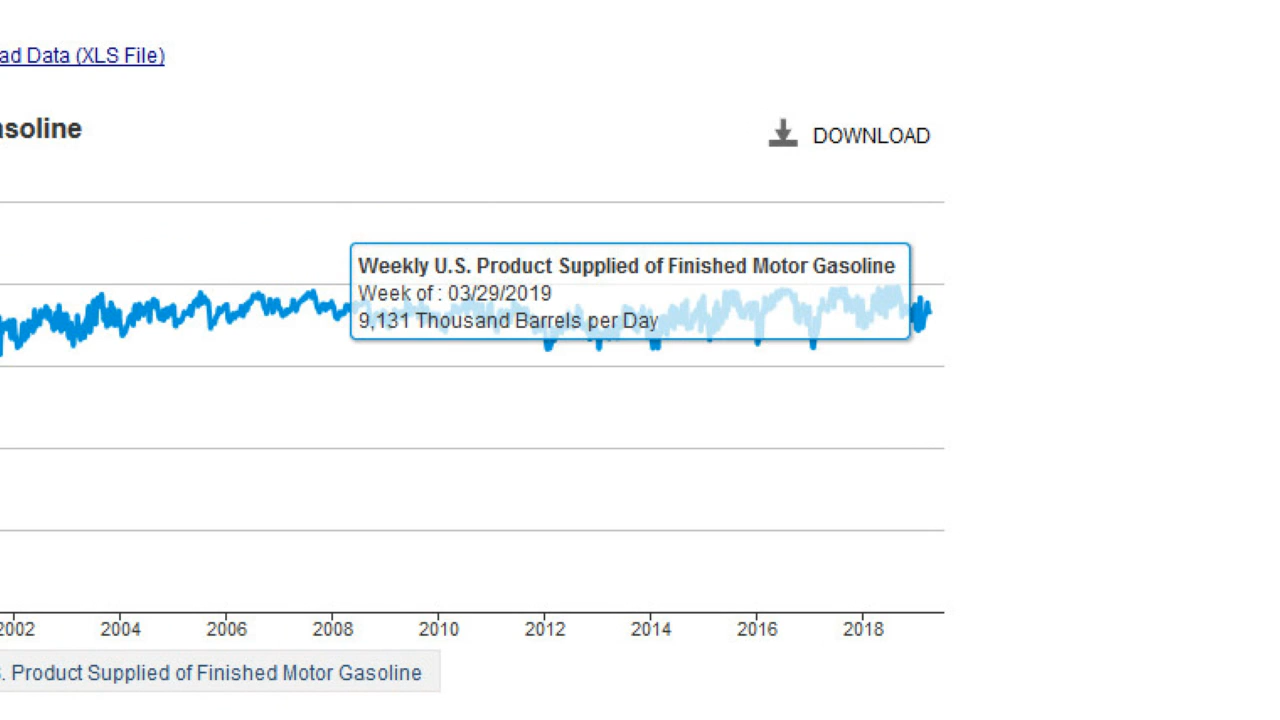 ad Data (XLS File)
asoline
DOWNLOAD
Weekly U.S. Product Supplied of Finished Motor Gasoline
Week of : 03/29/2019
9,131 Thousand Barrels per Day
2002 2004 2006 2008 2010 2012 2014 2016 2018
. Product Supplied of Finished Motor Gasoline